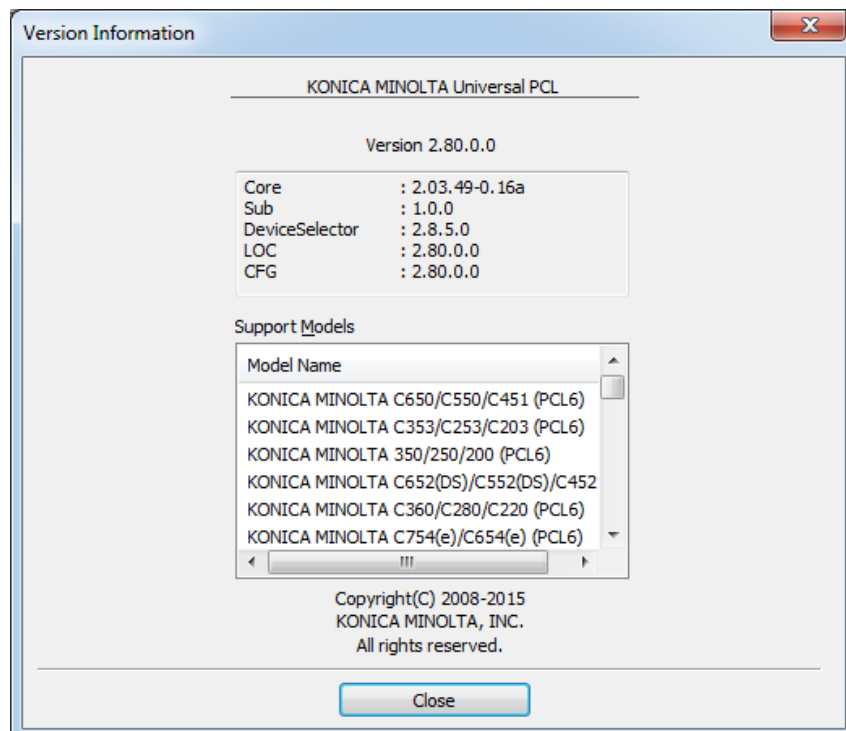 Version Information
KONICA MINOLTA Universal PCL
Version 2.80.0.0
Core : 2.03.49-0.16a
Sub : 1.0.0
DeviceSelector : 2.8.5.0
LOC : 2.80.0.0
CFG : 2.80.0.0
Support Models
Model Name
KONICA MINOLTA C650/C550/C451 (PCL6)
KONICA MINOLTA C353/C253/C203 (PCL6)
KONICA MINOLTA 350/250/200 (PCL6)
KONICA MINOLTA C652(DS)/C552(DS)/C452
KONICA MINOLTA C360/C280/C220 (PCL6)
KONICA MINOLTA C754(e)/C654(e) (PCL6)
Copyright(C) 2008-2015
KONICA MINOLTA, INC.
All rights reserved.
Close